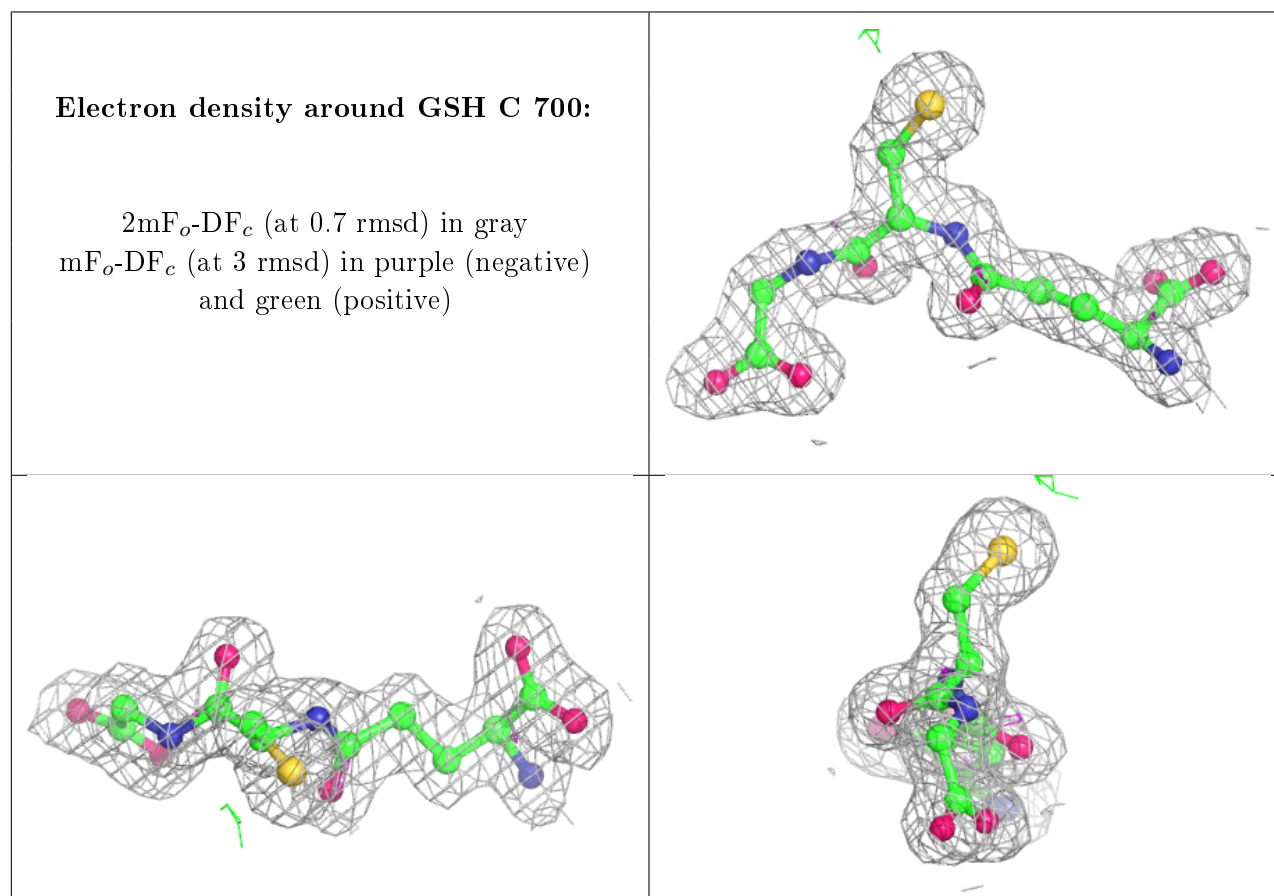 Electron density around GSH C 700:
2mFₒ-DF𝒸 (at 0.7 rmsd) in gray
mFₒ-DF𝒸 (at 3 rmsd) in purple (negative)
and green (positive)